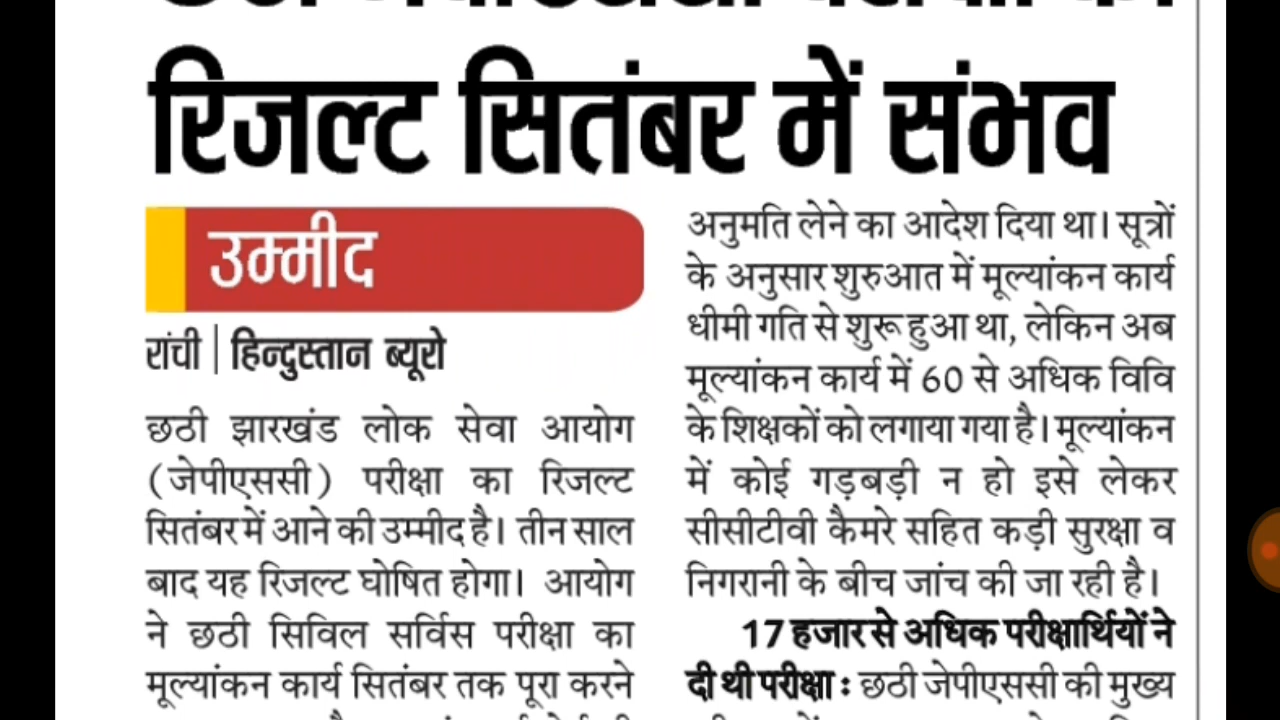 रिजल्ट सितंबर में संभव
उम्मीद
रांची | हिन्दुस्तान ब्यूरो
छठी झारखंड लोक सेवा आयोग
(जेपीएससी) परीक्षा का रिजल्ट
सितंबर में आने की उम्मीद है। तीन साल
बाद यह रिजल्ट घोषित होगा। आयोग
ने छठी सिविल सर्विस परीक्षा का
मूल्यांकन कार्य सितंबर तक पूरा करने
अनुमति लेने का आदेश दिया था। सूत्रों
के अनुसार शुरुआत में मूल्यांकन कार्य
धीमी गति से शुरू हुआ था, लेकिन अब
मूल्यांकन कार्य में 60 से अधिक विवि
के शिक्षकों को लगाया गया है। मूल्यांकन
में कोई गड़बड़ी न हो इसे लेकर
सीसीटीवी कैमरे सहित कड़ी सुरक्षा व
निगरानी के बीच जांच की जा रही है।
17 हजार से अधिक परीक्षार्थियों ने
दी थी परीक्षा : छठी जेपीएससी की मुख्य